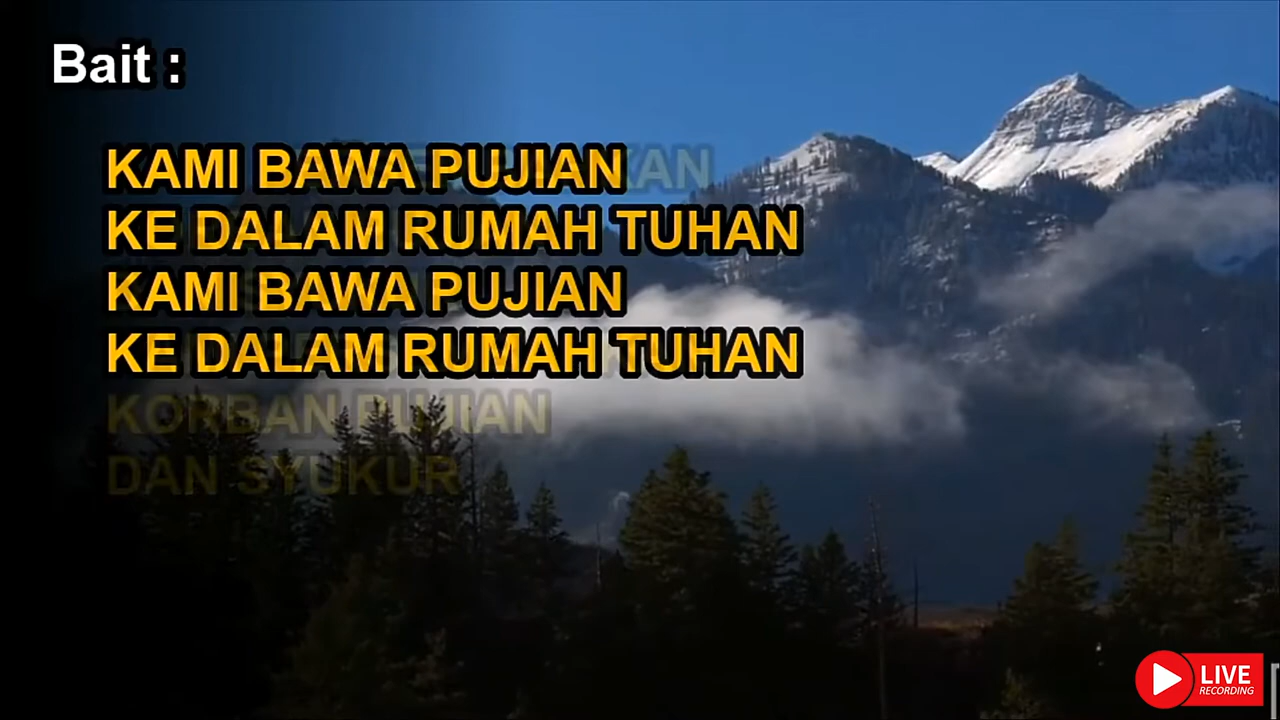 Bait :
KAMI BAWA PUJIAN
KE DALAM RUMAH TUHAN
KAMI BAWA PUJIAN
KE DALAM RUMAH TUHAN
KORBAN PUJIAN
DAN SYUKUR
LIVE
RECORDING